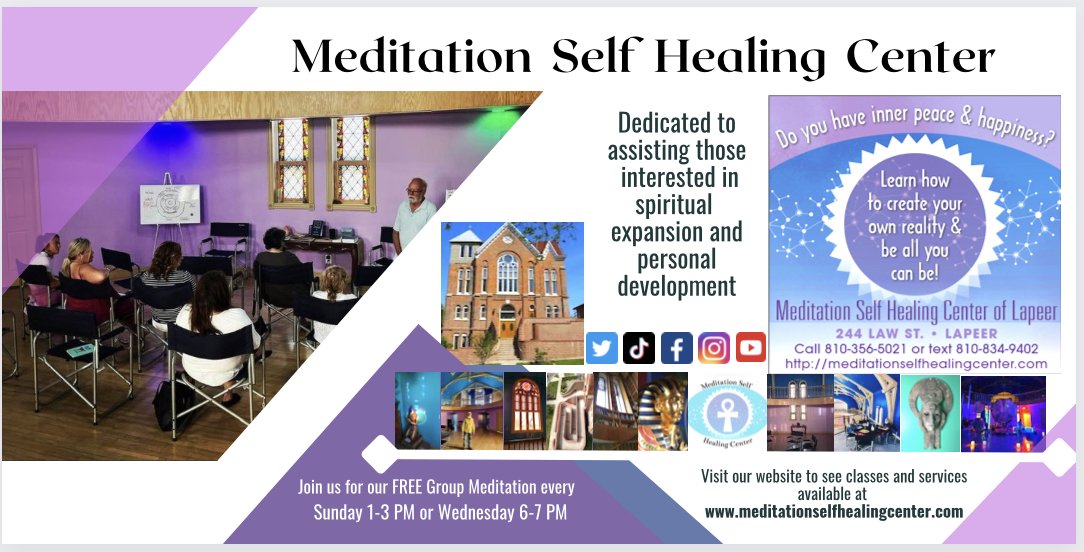 Meditation Self Healing Center
Dedicated to
assisting those
interested in
spiritual
expansion and
personal
development
Do you have inner peace & happiness?
Learn how
to create your
own reality &
be all you
can be!
Meditation Self Healing Center of Lapeer
244 LAW ST. • LAPEER
Call 810-356-5021 or text 810-834-9402
http://meditationselfhealingcenter.com
Meditation Self
Healing Center
Join us for our FREE Group Meditation every
Sunday 1-3 PM or Wednesday 6-7 PM
Visit our website to see classes and services
available at
www.meditationselfhealingcenter.com